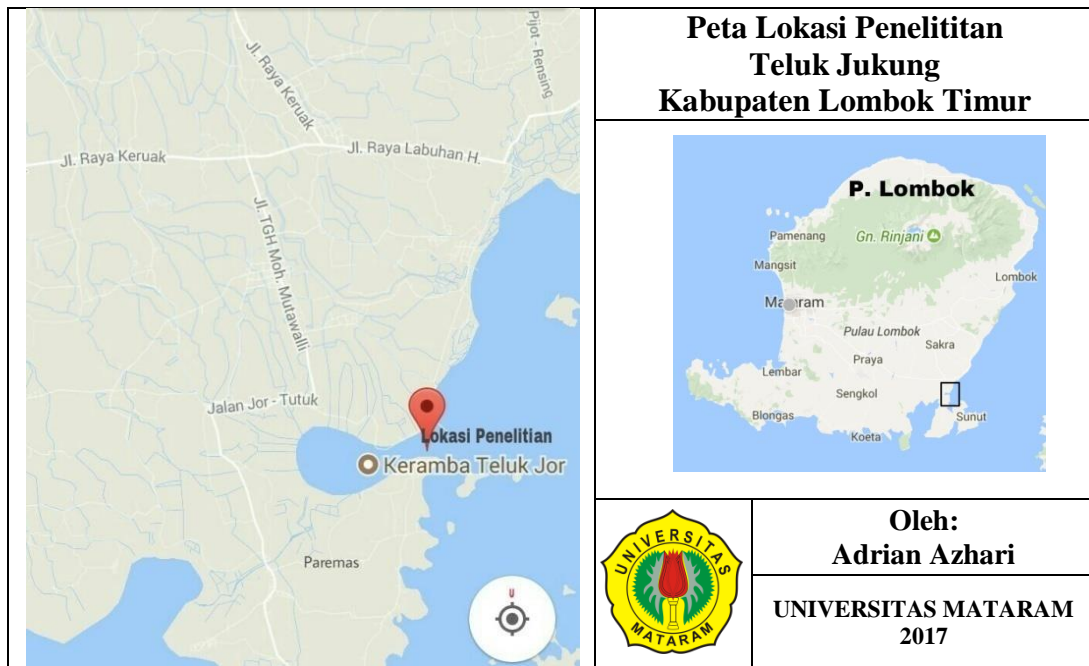 Pijot - Rensing
Jl. Raya Keruak
Jl. Raya Keruak
Jl. Raya Labuhan H.
Jl. TGH Moh. Mutawalli
Jalan Jor - Tutuk
Lokasi Penelitian
Keramba Teluk Jor
Paremas
U
Peta Lokasi Penelititan
Teluk Jukung
Kabupaten Lombok Timur
P. Lombok
Pamenang
Gn. Rinjani
Mangsit
Lombok
Mataram
Pulau Lombok
Sakra
Praya
Lembar
Sengkol
Blongas
Sunut
Koeta
UNIVERSITAS
MATARAM
Oleh:
Adrian Azhari
UNIVERSITAS MATARAM
2017